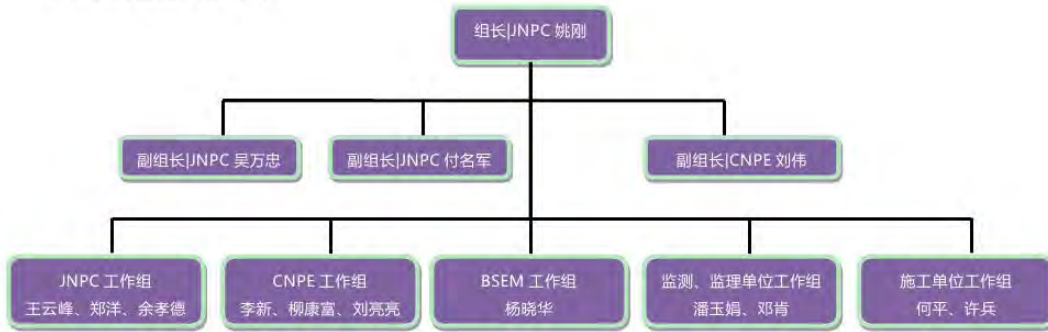 组长|JNPC 姚刚
副组长|JNPC 吴万忠
副组长|JNPC 付名军
副组长|CNPE 刘伟
JNPC 工作组
王云峰、郑洋、余孝德
CNPE 工作组
李新、柳康富、刘亮亮
BSEM 工作组
杨晓华
监测、监理单位工作组
潘玉娟、邓肯
施工单位工作组
何平、许兵